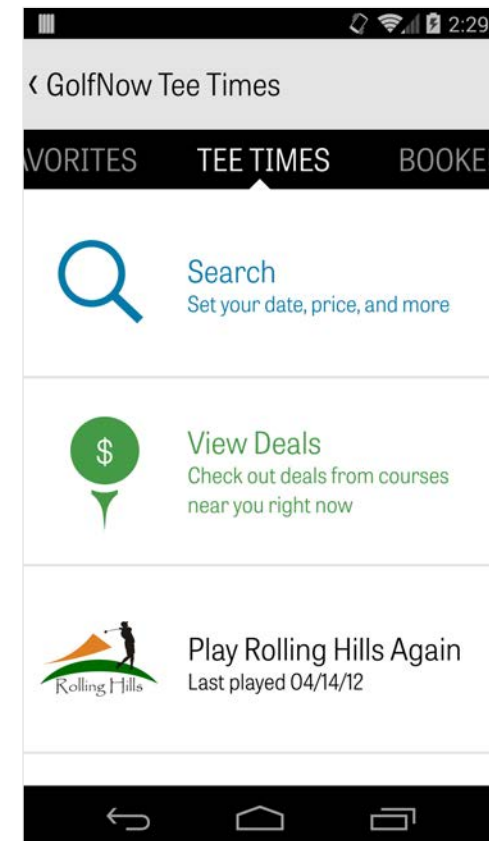 2:29
‹ GolfNow Tee Times
AVORITES TEE TIMES BOOKE
Search
Set your date, price, and more
$
View Deals
Check out deals from courses
near you right now
Rolling Hills
Play Rolling Hills Again
Last played 04/14/12